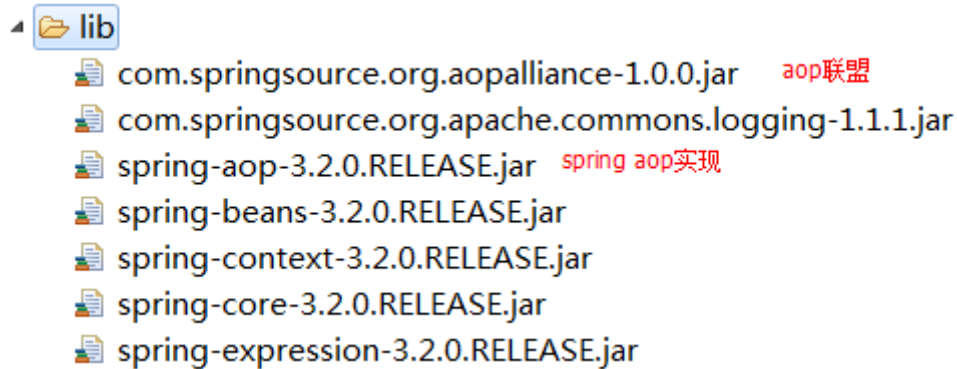 lib
com.springsource.org.aopalliance-1.0.0.jar aop联盟
com.springsource.org.apache.commons.logging-1.1.1.jar
spring-aop-3.2.0.RELEASE.jar spring aop实现
spring-beans-3.2.0.RELEASE.jar
spring-context-3.2.0.RELEASE.jar
spring-core-3.2.0.RELEASE.jar
spring-expression-3.2.0.RELEASE.jar